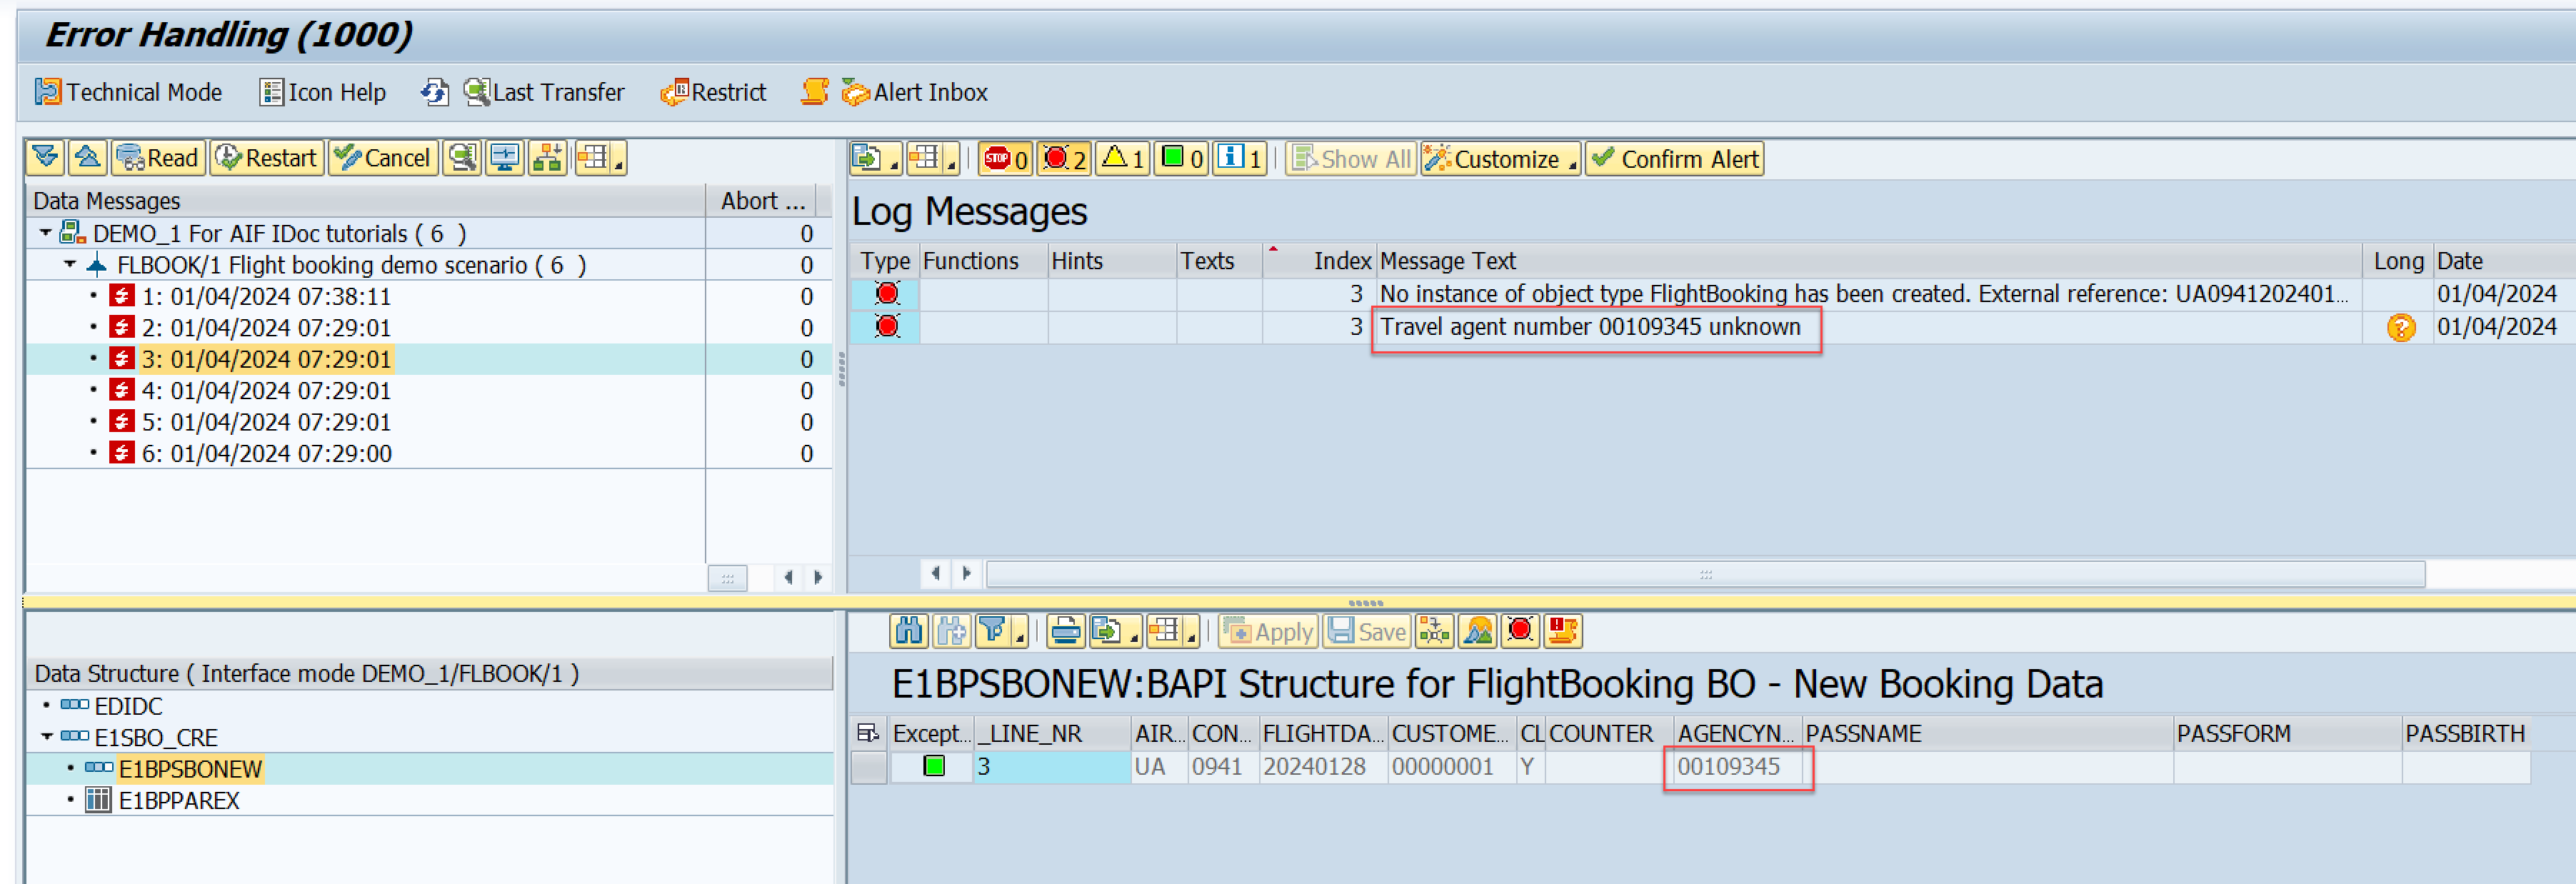 Error Handling (1000)
Technical Mode Icon Help Last Transfer Restrict Alert Inbox
Read Restart Cancel
Data Messages Abort ...
DEMO_1 For AIF IDoc tutorials ( 6 ) 0
FLBOOK/1 Flight booking demo scenario ( 6 ) 0
1: 01/04/2024 07:38:11 0
2: 01/04/2024 07:29:01 0
3: 01/04/2024 07:29:01 0
4: 01/04/2024 07:29:01 0
5: 01/04/2024 07:29:01 0
6: 01/04/2024 07:29:00 0
STOP 0 2 1 0 1 Show All Customize Confirm Alert
Log Messages
Type Functions Hints Texts Index Message Text Long Date
3 No instance of object type FlightBooking has been created. External reference: UA0941202401... 01/04/2024
3 Travel agent number 00109345 unknown 01/04/2024
Data Structure ( Interface mode DEMO_1/FLBOOK/1 )
EDIDC
E1SBO_CRE
E1BPSBONEW
E1BPPAREX
Apply Save
E1BPSBONEW:BAPI Structure for FlightBooking BO - New Booking Data
Except... _LINE_NR AIR... CON... FLIGHTDA... CUSTOME... CL COUNTER AGENCYN... PASSNAME PASSFORM PASSBIRTH
3 UA 0941 20240128 00000001 Y 00109345